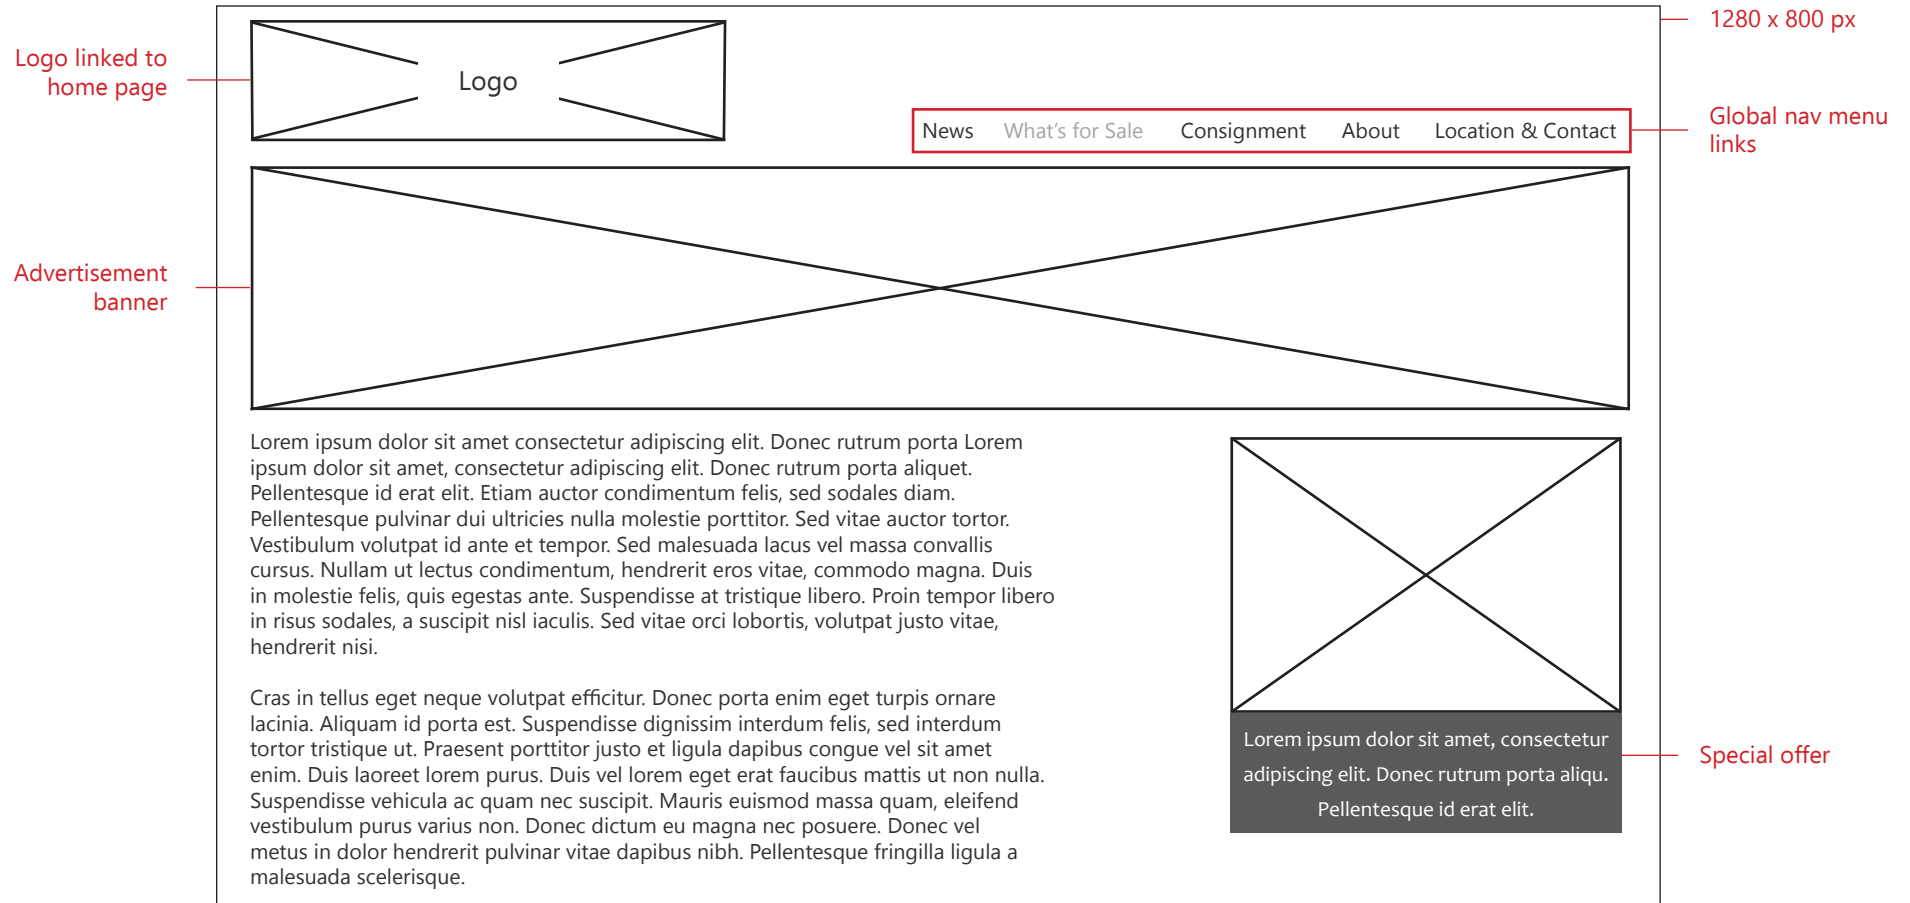 1280 x 800 px
Logo linked to
home page
Logo
News What's for Sale Consignment About Location & Contact
Global nav menu
links
Advertisement
banner
Lorem ipsum dolor sit amet consectetur adipiscing elit. Donec rutrum porta Lorem
ipsum dolor sit amet, consectetur adipiscing elit. Donec rutrum porta aliquet.
Pellentesque id erat elit. Etiam auctor condimentum felis, sed sodales diam.
Pellentesque pulvinar dui ultricies nulla molestie porttitor. Sed vitae auctor tortor.
Vestibulum volutpat id ante et tempor. Sed malesuada lacus vel massa convallis
cursus. Nullam ut lectus condimentum, hendrerit eros vitae, commodo magna. Duis
in molestie felis, quis egestas ante. Suspendisse at tristique libero. Proin tempor libero
in risus sodales, a suscipit nisl iaculis. Sed vitae orci lobortis, volutpat justo vitae,
hendrerit nisi.
Cras in tellus eget neque volutpat efficitur. Donec porta enim eget turpis ornare
lacinia. Aliquam id porta est. Suspendisse dignissim interdum felis, sed interdum
tortor tristique ut. Praesent porttitor justo et ligula dapibus congue vel sit amet
enim. Duis laoreet lorem purus. Duis vel lorem eget erat faucibus mattis ut non nulla.
Suspendisse vehicula ac quam nec suscipit. Mauris euismod massa quam, eleifend
vestibulum purus varius non. Donec dictum eu magna nec posuere. Donec vel
metus in dolor hendrerit pulvinar vitae dapibus nibh. Pellentesque fringilla ligula a
malesuada scelerisque.
Lorem ipsum dolor sit amet, consectetur
adipiscing elit. Donec rutrum porta aliqu.
Pellentesque id erat elit.
Special offer